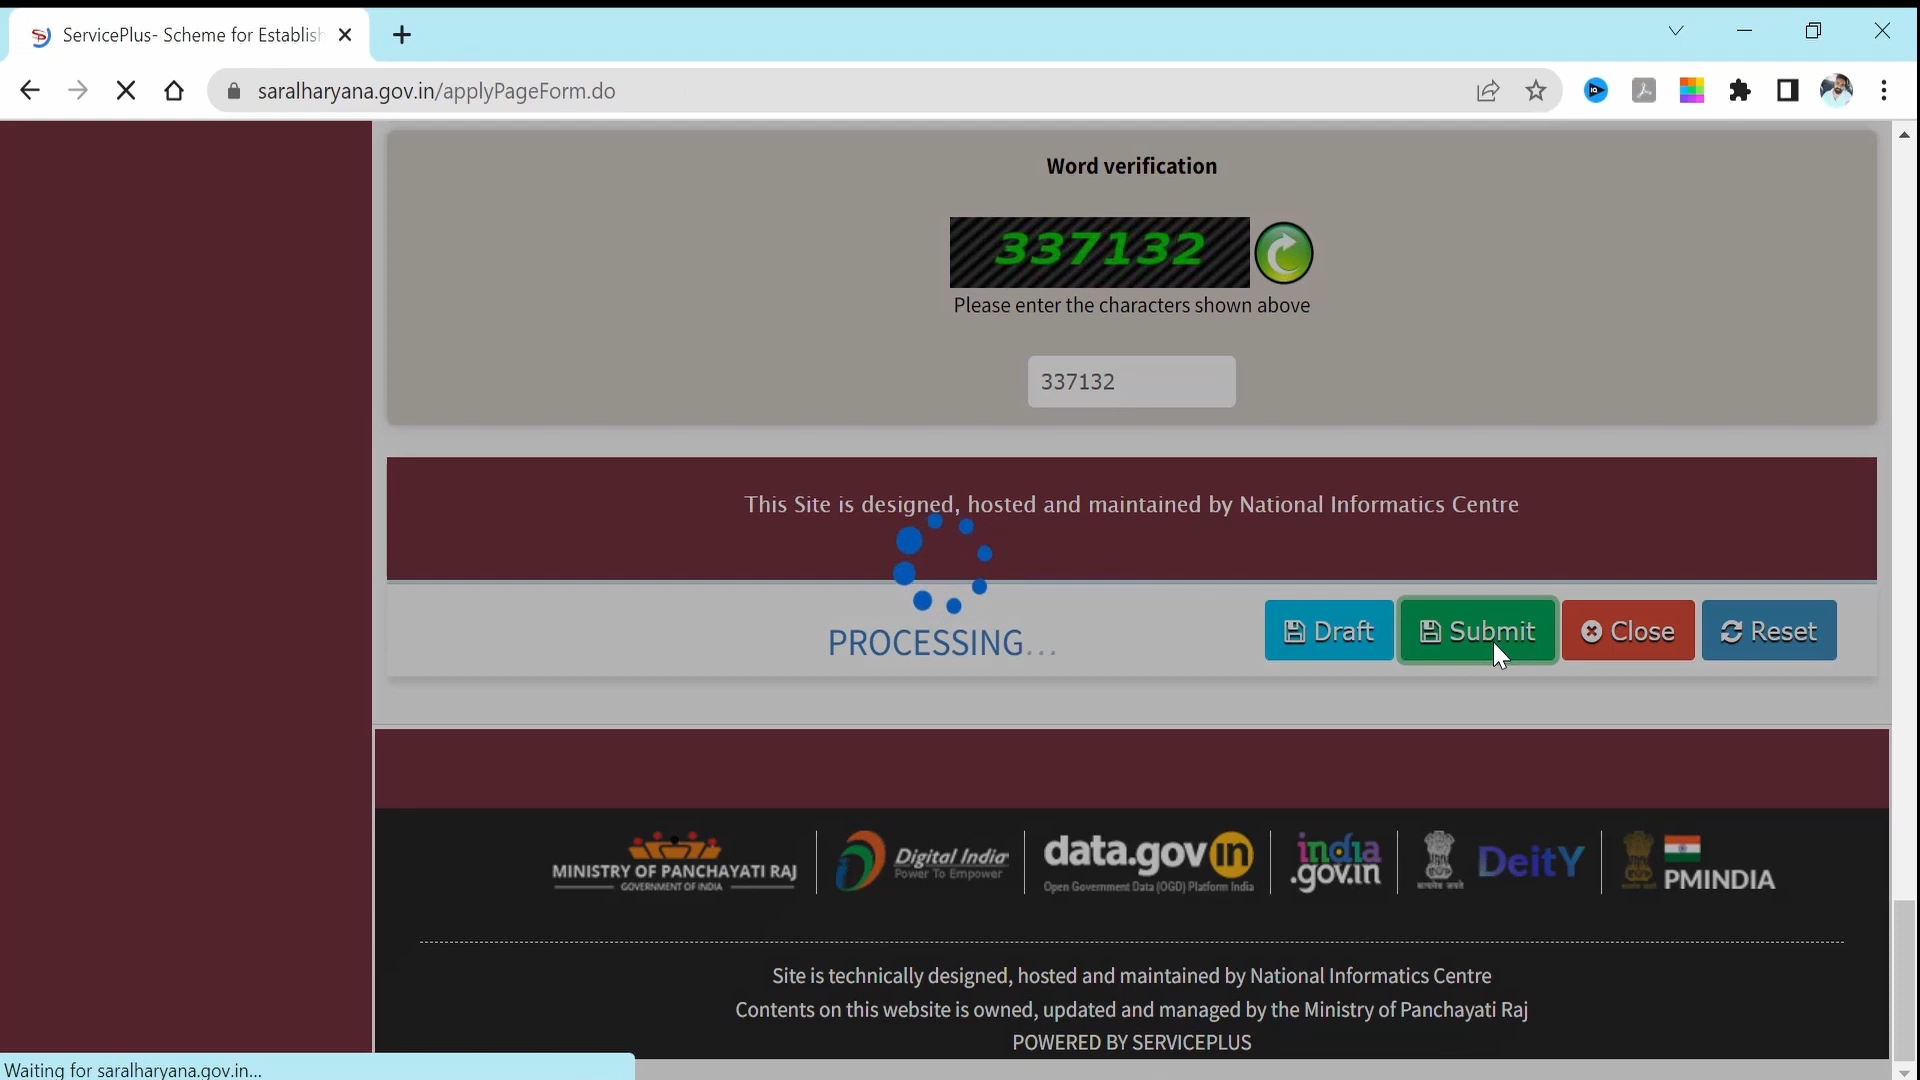 ServicePlus- Scheme for Establish
saralharyana.gov.in/applyPageForm.do
Word verification
337132
Please enter the characters shown above
337132
This Site is designed, hosted and maintained by National Informatics Centre
PROCESSING...
Draft
Submit
Close
Reset
MINISTRY OF PANCHAYATI RAJ
GOVERNMENT OF INDIA
Digital India
Power To Empower
data.gov in
Open Government Data (OGD) Platform India
india
.gov.in
सत्यमेव जयते
DeitY
PMINDIA
Site is technically designed, hosted and maintained by National Informatics Centre
Contents on this website is owned, updated and managed by the Ministry of Panchayati Raj
POWERED BY SERVICEPLUS
Waiting for saralharyana.gov.in...